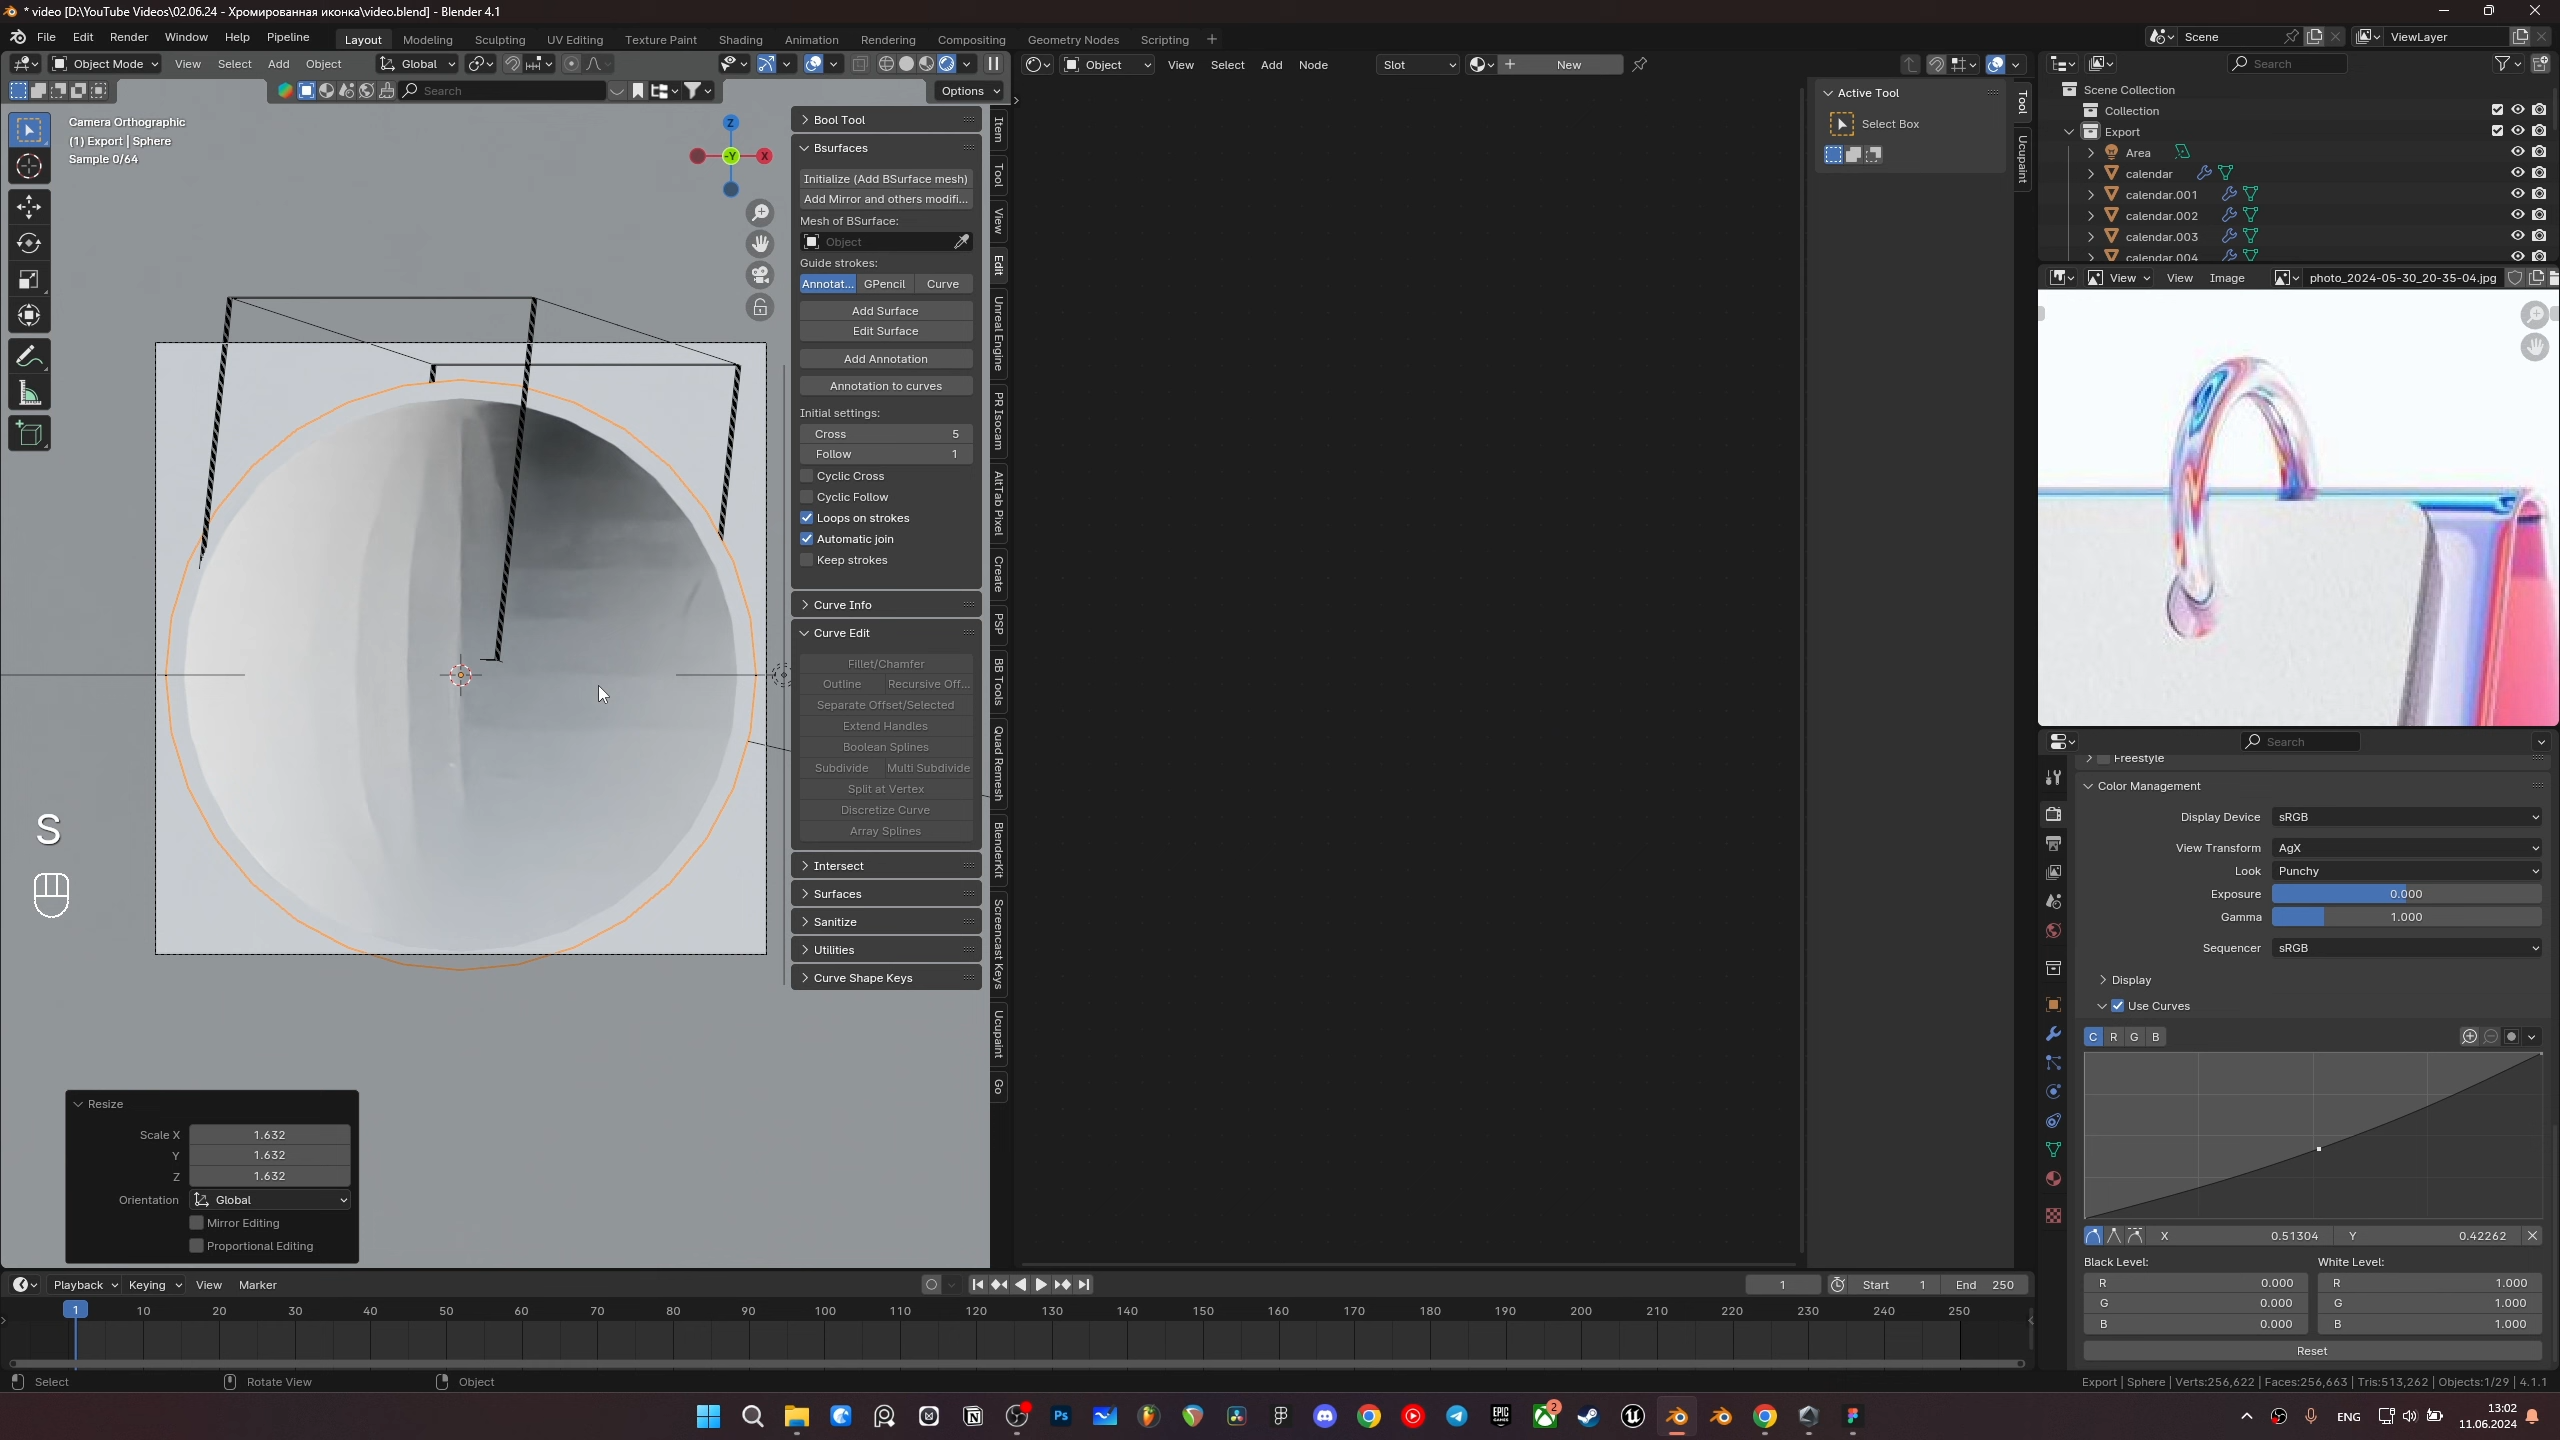 * video [D:\YouTube Videos\02.06.24 - Хромированная иконка\video.blend] - Blender 4.1
File Edit Render Window Help Pipeline Layout Modeling Sculpting UV Editing Texture Paint Shading Animation Rendering Compositing Geometry Nodes Scripting + Scene ViewLayer
Object Mode View Select Add Object Global
Object View Select Add Node Slot New
Search
Search Options
Camera Orthographic
(1) Export | Sphere
Sample 0/64
Z
-Y
X
Bool Tool
Bsurfaces
Initialize (Add BSurface mesh)
Add Mirror and others modifi...
Mesh of BSurface:
Object
Guide strokes:
Annotat... GPencil Curve
Add Surface
Edit Surface
Add Annotation
Annotation to curves
Initial settings:
Cross 5
Follow 1
Cyclic Cross
Cyclic Follow
Loops on strokes
Automatic join
Keep strokes
Curve Info
Curve Edit
Fillet/Chamfer
Outline Recursive Off...
Separate Offset/Selected
Extend Handles
Boolean Splines
Subdivide Multi Subdivide
Split at Vertex
Discretize Curve
Array Splines
Intersect
Surfaces
Sanitize
Utilities
Curve Shape Keys
Item
Tool
View
Edit
Unreal Engine
PR Isocam
AltTab Pixel
Create
PSP
BB Tools
Quad Remesh
BlenderKit
Screencast Keys
Ucupaint
Go
Active Tool
Select Box
Tool
Ucupaint
Scene Collection
Collection
Export
Area
calendar
calendar.001
calendar.002
calendar.003
calendar.004
View View Image photo_2024-05-30_20-35-04.jpg
Search
Freestyle
Color Management
Display Device sRGB
View Transform AgX
Look Punchy
Exposure 0.000
Gamma 1.000
Sequencer sRGB
Display
Use Curves
C R G B
X 0.51304 Y 0.42262
Black Level: White Level:
R 0.000 R 1.000
G 0.000 G 1.000
B 0.000 B 1.000
Reset
S
Resize
Scale X 1.632
Y 1.632
Z 1.632
Orientation Global
Mirror Editing
Proportional Editing
Playback Keying View Marker 1 Start 1 End 250
1 10 20 30 40 50 60 70 80 90 100 110 120 130 140 150 160 170 180 190 200 210 220 230 240 250
Select Rotate View Object Export | Sphere | Verts:256,622 | Faces:256,663 | Tris:513,262 | Objects:1/29 | 4.1.1
Ps
EPIC GAMES
2
ENG
13:02
11.06.2024